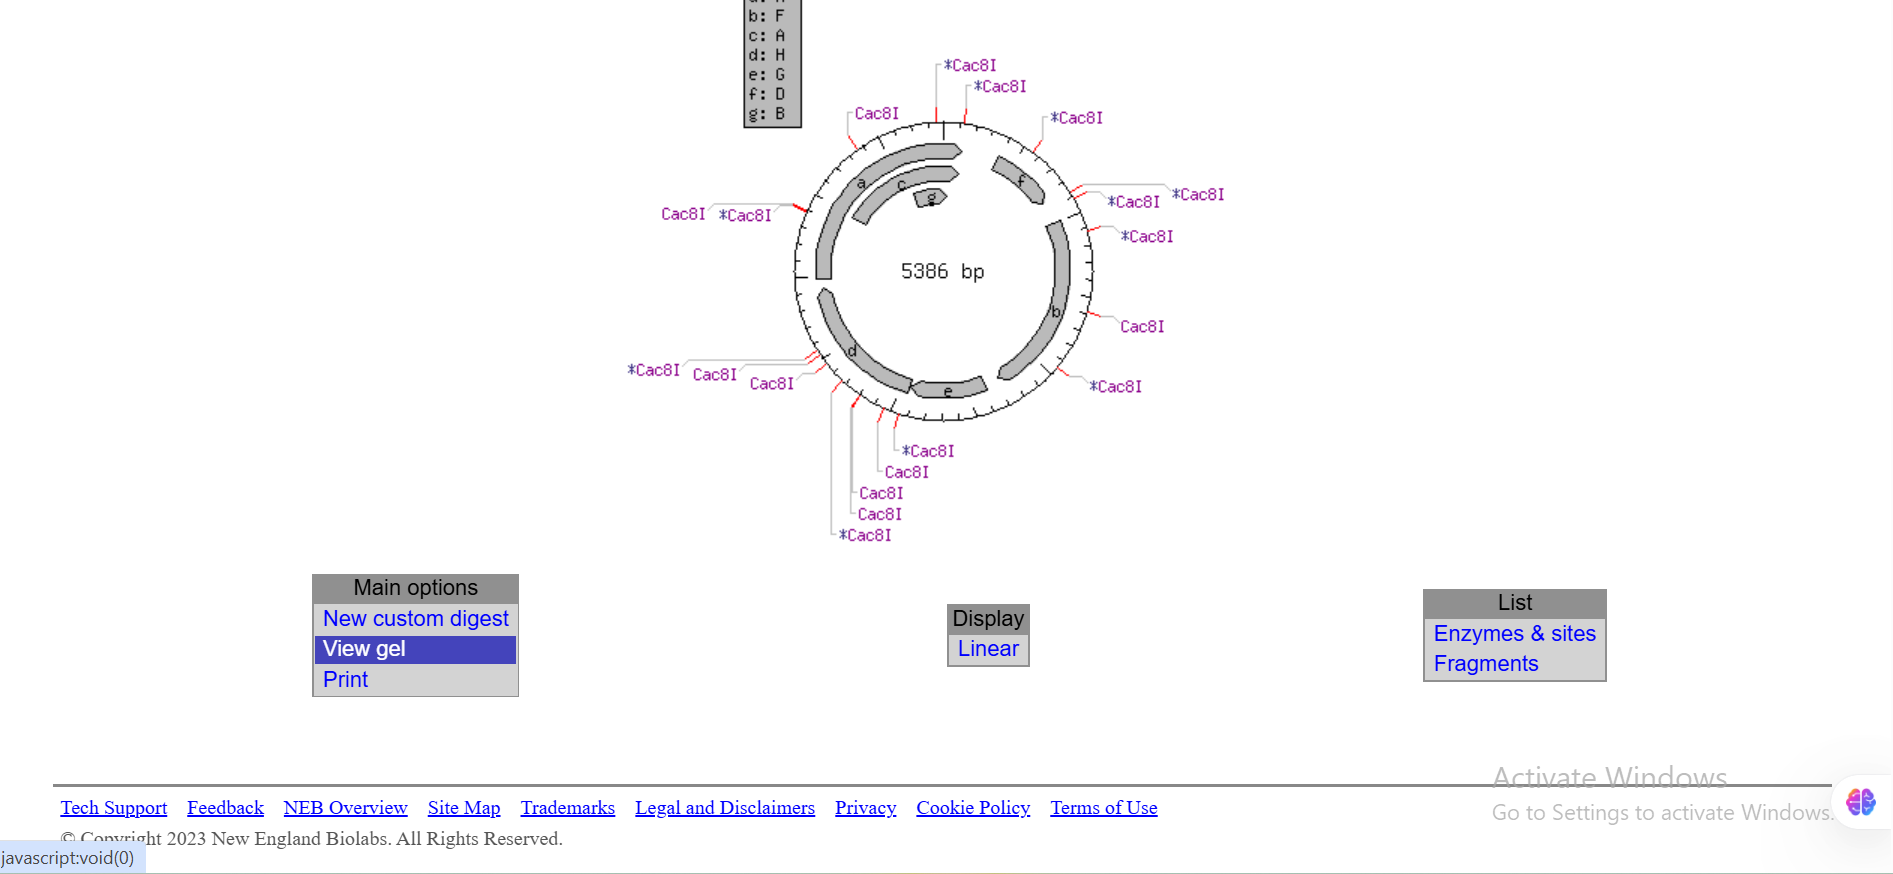 b: F
c: A
d: H
e: G
f: D
g: B
*Cac8I
*Cac8I
Cac8I
*Cac8I
a
c
f
g
*Cac8I
*Cac8I
Cac8I
*Cac8I
*Cac8I
5386 bp
b
Cac8I
d
*Cac8I
Cac8I
Cac8I
e
*Cac8I
*Cac8I
Cac8I
Cac8I
Cac8I
*Cac8I
Main options
New custom digest
View gel
Print
Display
Linear
List
Enzymes & sites
Fragments
Activate Windows
Go to Settings to activate Windows.
Tech Support Feedback NEB Overview Site Map Trademarks Legal and Disclaimers Privacy Cookie Policy Terms of Use
© Copyright 2023 New England Biolabs. All Rights Reserved.
javascript:void(0)